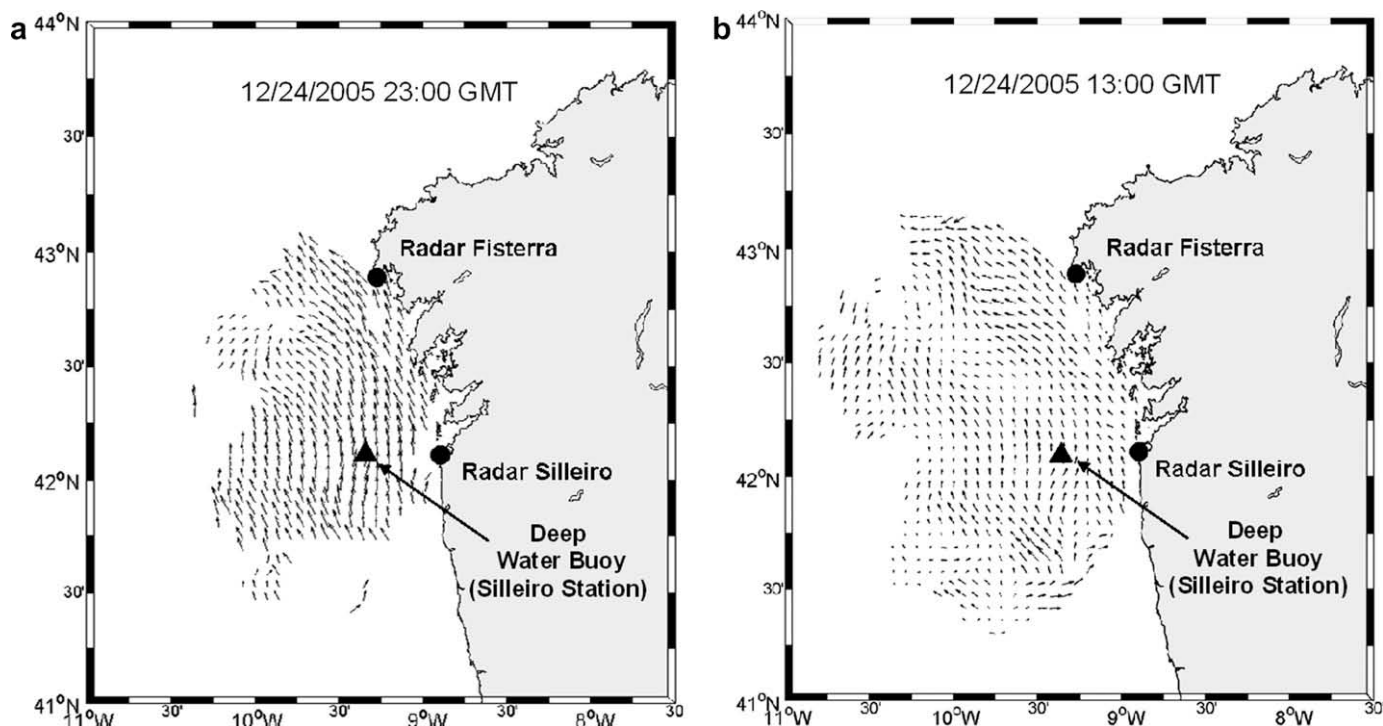 a
12/24/2005 23:00 GMT
44°N
30'
43°N
30'
42°N
30'
41°N
11°W
30'
10°W
30'
9°W
30'
8°W
30
Radar Fisterra
Radar Silleiro
Deep
Water Buoy
(Silleiro Station)
b
12/24/2005 13:00 GMT
44°N
30'
43°N
30'
42°N
30'
41°N
11°W
30'
10°W
30'
9°W
30'
8°W
30'
Radar Fisterra
Radar Silleiro
Deep
Water Buoy
(Silleiro Station)